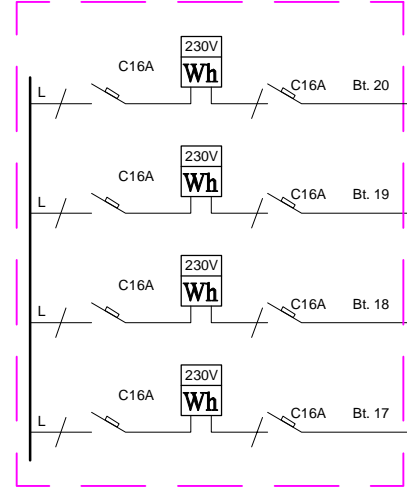 230V
C16A Wh C16A Bt. 20
L
230V
C16A Wh C16A Bt. 19
L
230V
C16A Wh C16A Bt. 18
L
230V
C16A Wh C16A Bt. 17
L